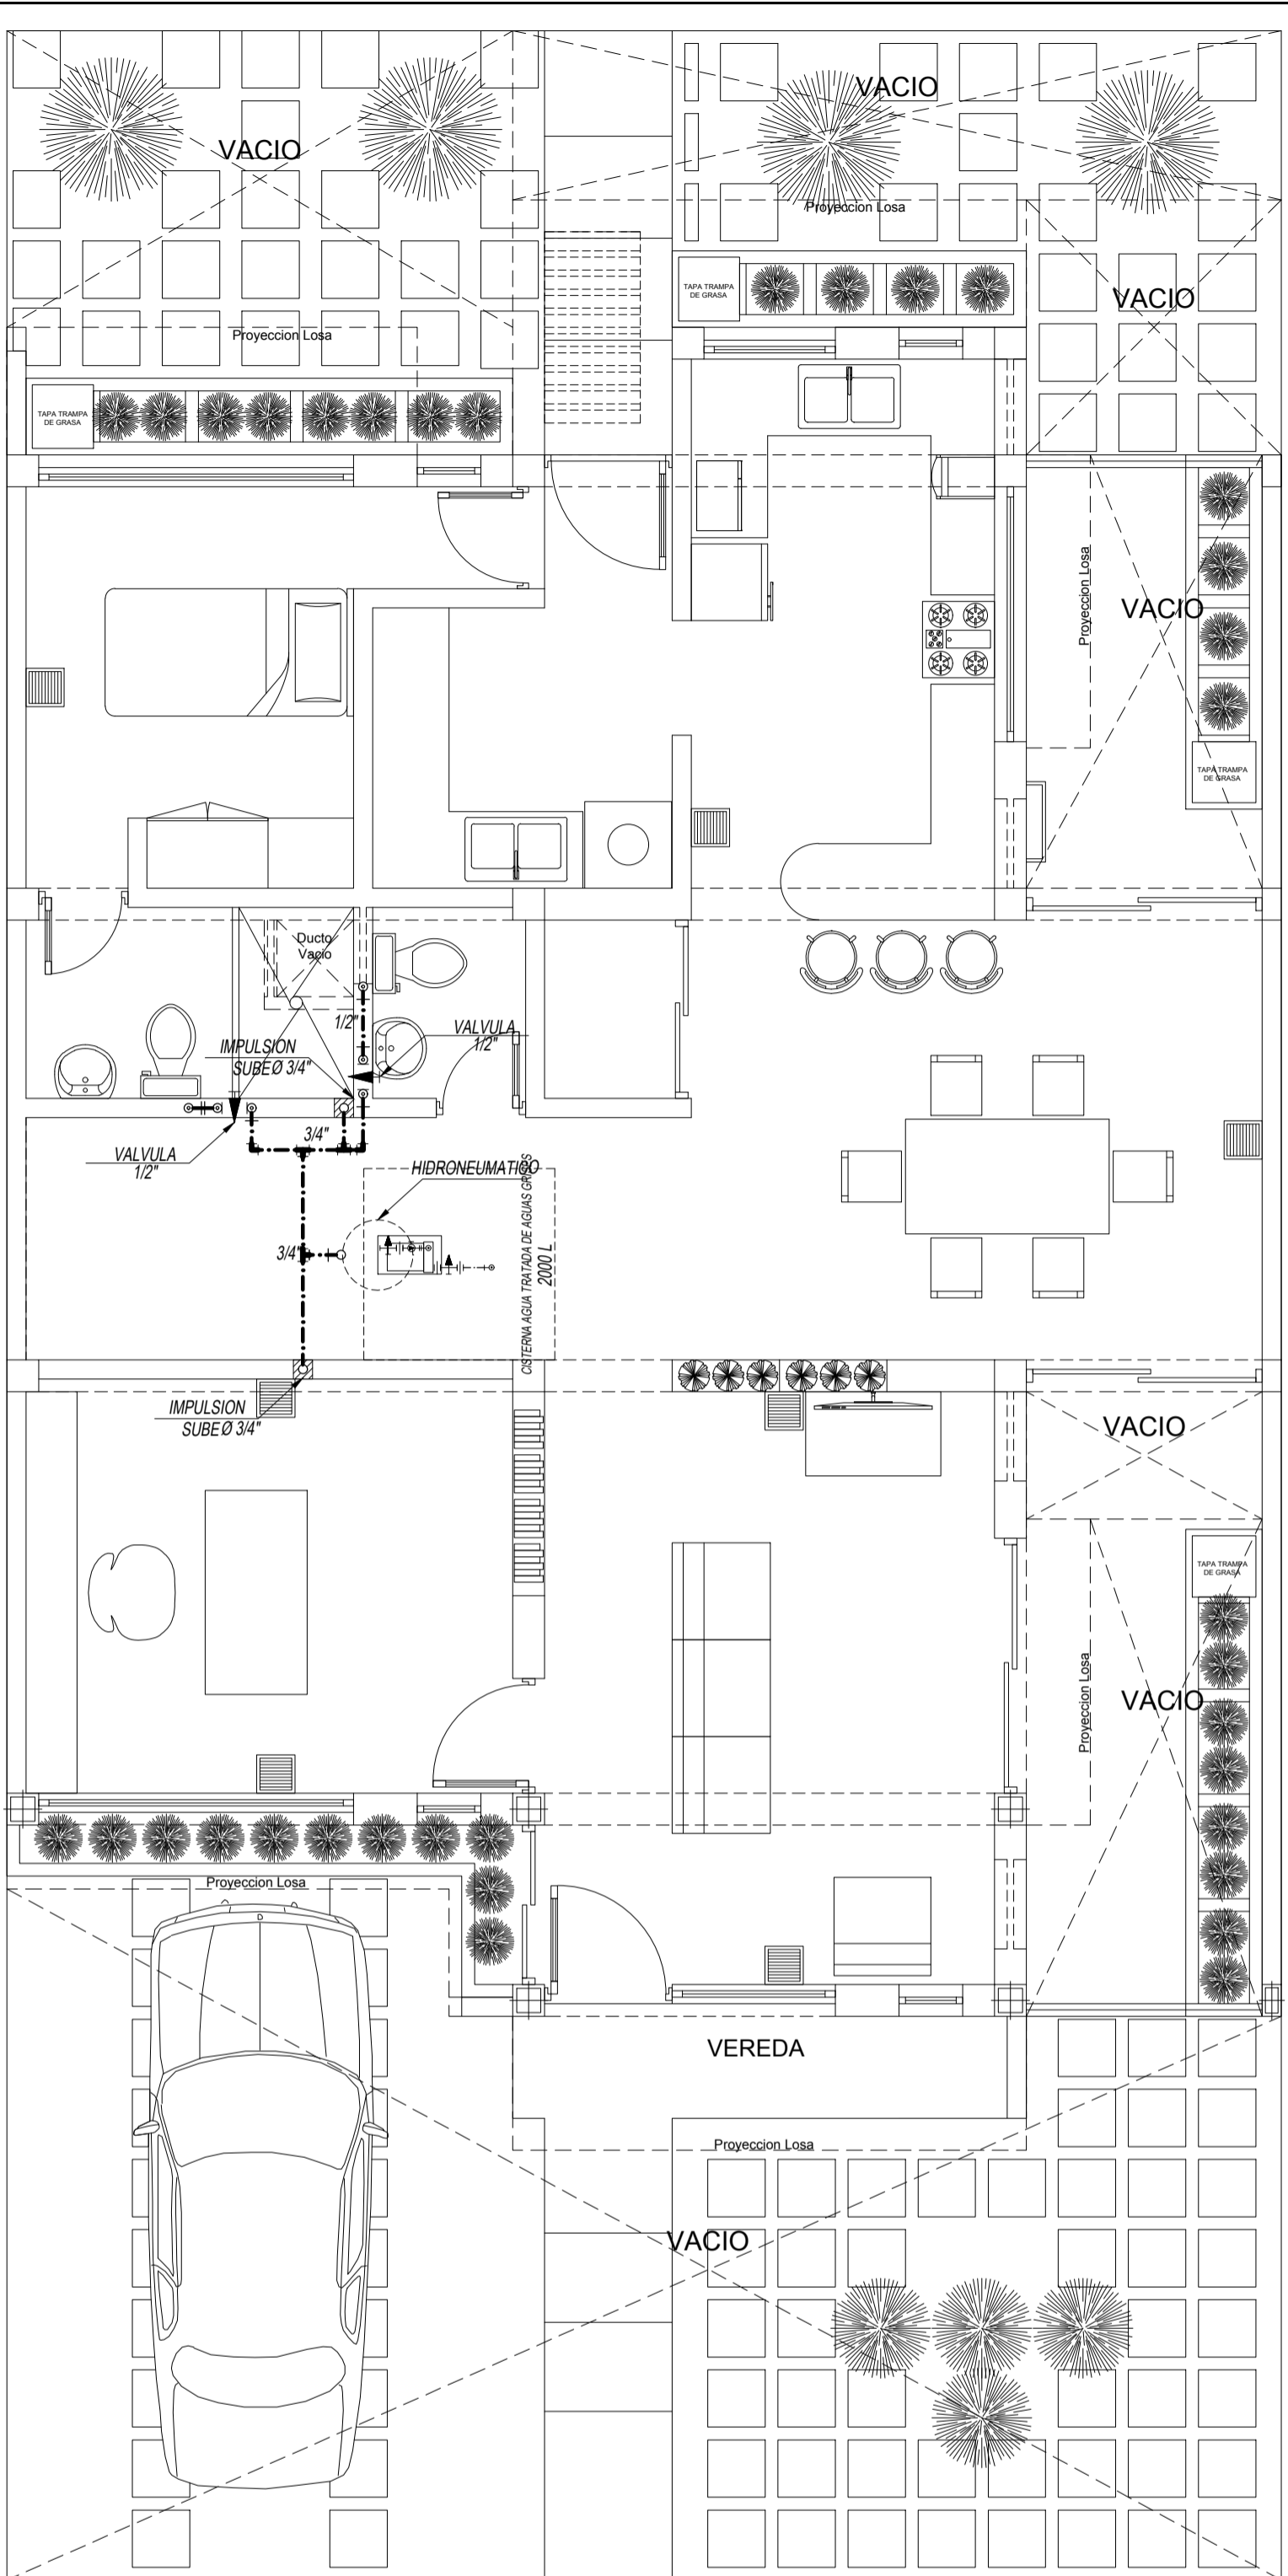 VACIO
VACIO
Proyeccion Losa
TAPA TRAMPA
DE GRASA
VACIO
Proyeccion Losa
TAPA TRAMPA
DE GRASA
Proyeccion Losa
VACIO
TAPA TRAMPA
DE GRASA
Ducto
Vacio
1/2"
VALVULA
1/2"
IMPULSION
SUBE Ø 3/4"
3/4"
VALVULA
1/2"
HIDRONEUMATICO
3/4"
CISTERNA AGUA TRATADA DE AGUAS GRISES
2000 L
IMPULSION
SUBE Ø 3/4"
VACIO
TAPA TRAMPA
DE GRASA
Proyeccion Losa
VACIO
Proyeccion Losa
VEREDA
Proyeccion Losa
VACIO